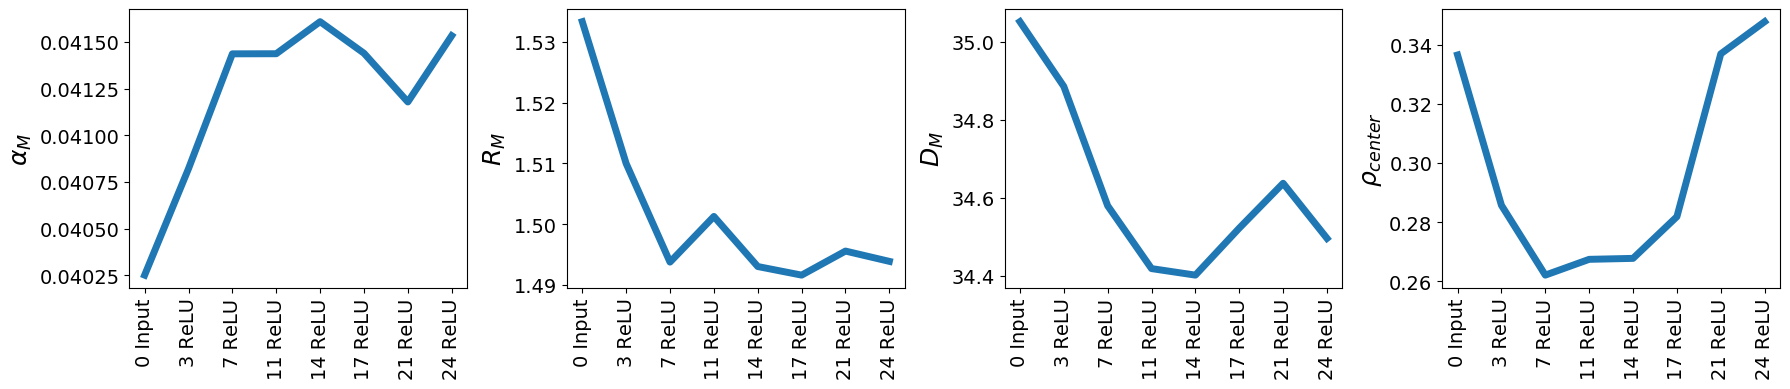 α_M
0.04150
0.04125
0.04100
0.04075
0.04050
0.04025
0 Input
3 ReLU
7 ReLU
11 ReLU
14 ReLU
17 ReLU
21 ReLU
24 ReLU
R_M
1.53
1.52
1.51
1.50
1.49
0 Input
3 ReLU
7 ReLU
11 ReLU
14 ReLU
17 ReLU
21 ReLU
24 ReLU
D_M
35.0
34.8
34.6
34.4
0 Input
3 ReLU
7 ReLU
11 ReLU
14 ReLU
17 ReLU
21 ReLU
24 ReLU
ρ_center
0.34
0.32
0.30
0.28
0.26
0 Input
3 ReLU
7 ReLU
11 ReLU
14 ReLU
17 ReLU
21 ReLU
24 ReLU